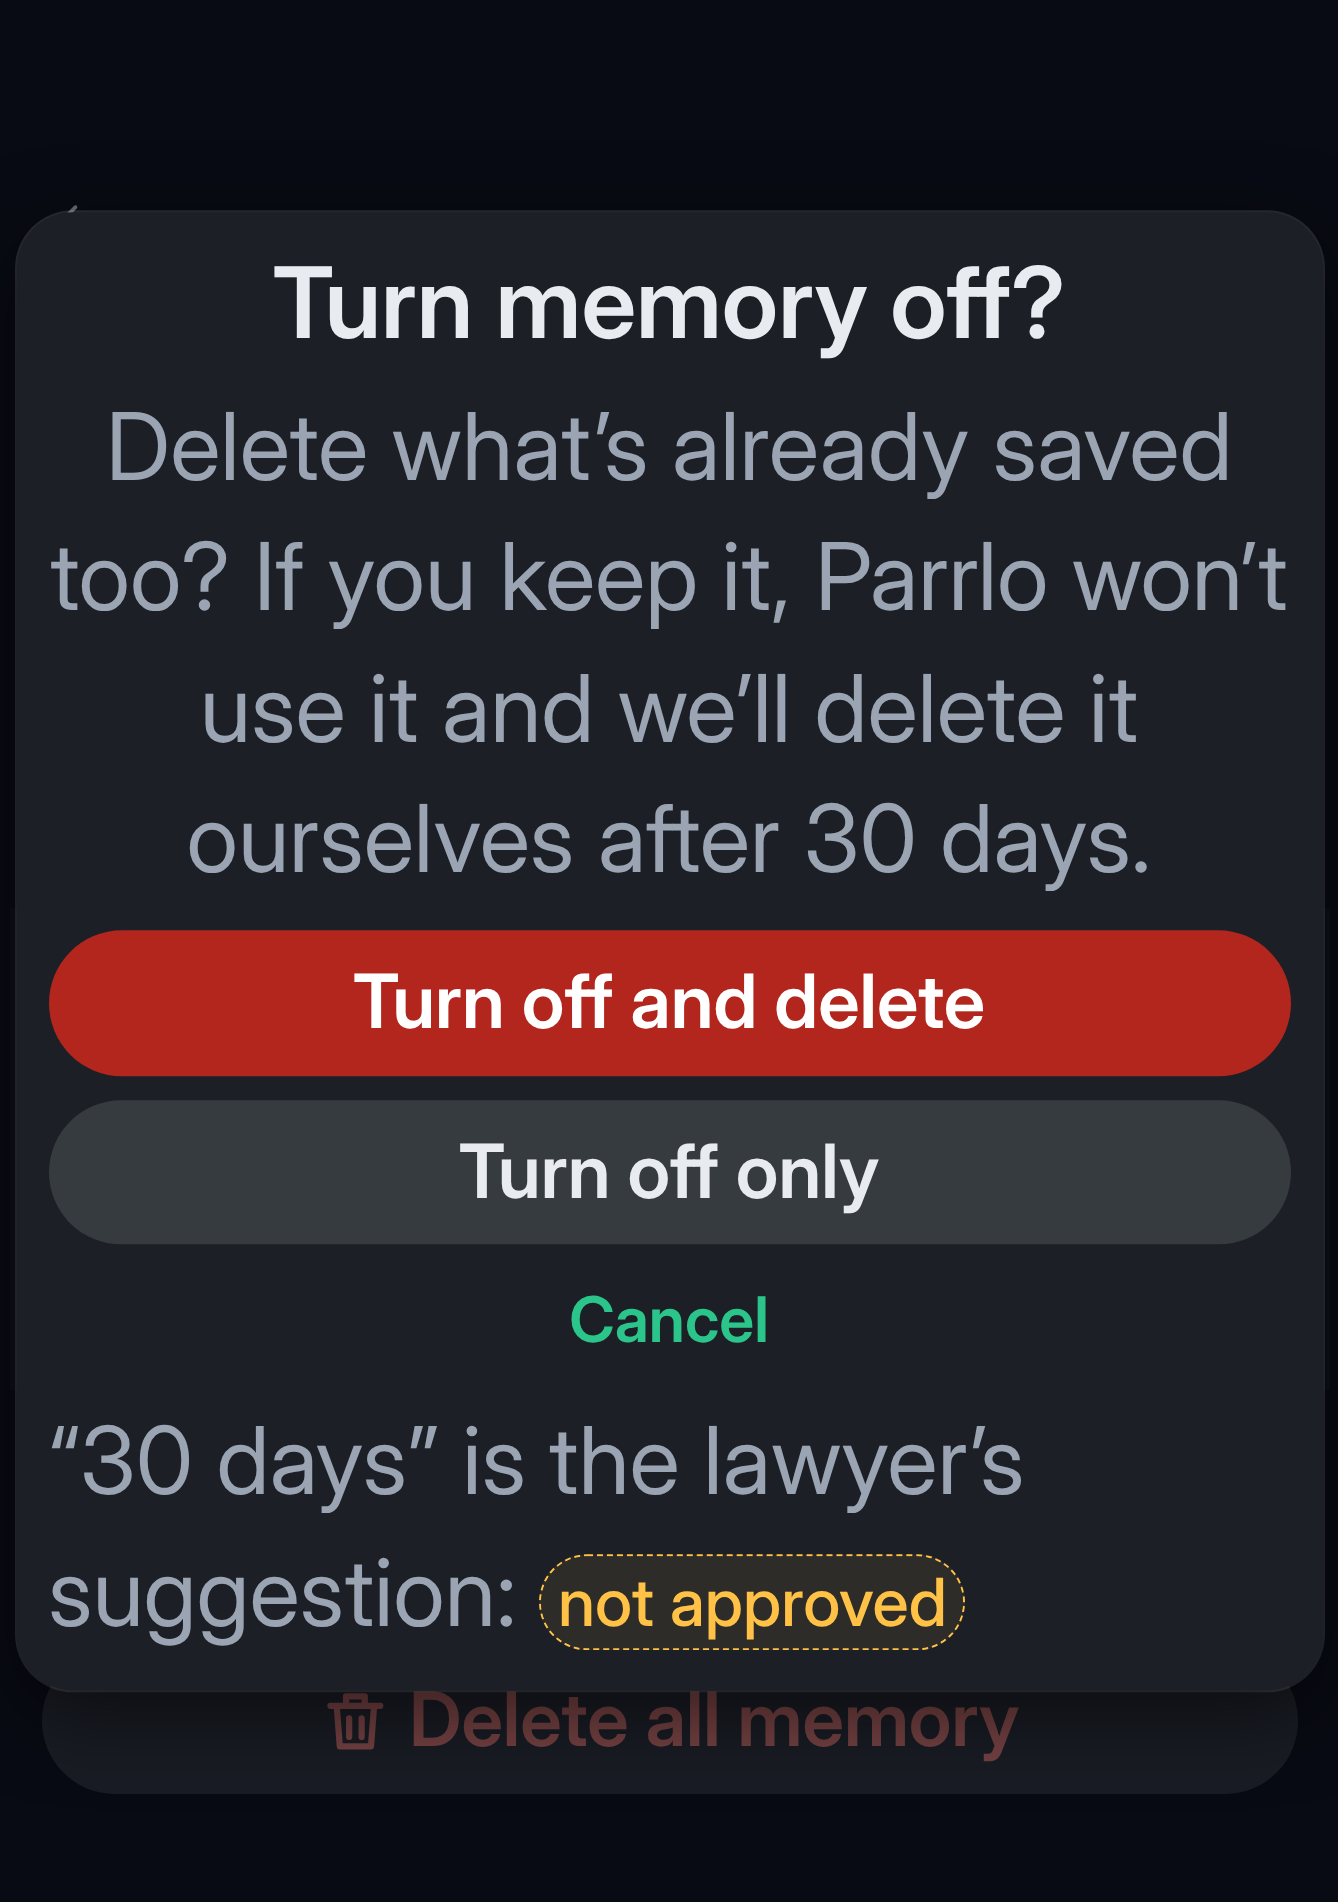 Turn memory off?
Delete what’s already saved
too? If you keep it, Parrlo won’t
use it and we’ll delete it
ourselves after 30 days.
Turn off and delete
Turn off only
Cancel
“30 days” is the lawyer’s
suggestion: not approved
Delete all memory